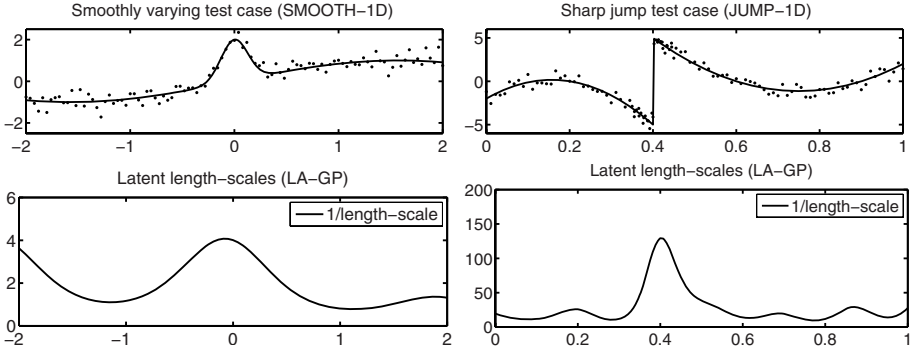 Smoothly varying test case (SMOOTH−1D)
2
0
−2
−2 −1 0 1 2
Sharp jump test case (JUMP−1D)
5
0
−5
0 0.2 0.4 0.6 0.8 1
Latent length−scales (LA−GP)
6
4
2
0
1/length−scale
−2 −1 0 1 2
Latent length−scales (LA−GP)
200
150
100
50
0
1/length−scale
0 0.2 0.4 0.6 0.8 1